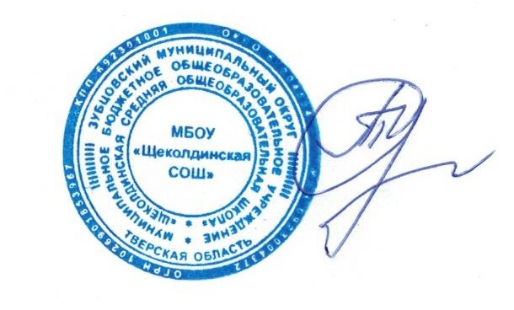 ЗУБЦОВСКИЙ МУНИЦИПАЛЬНЫЙ ОКРУГ
ТВЕРСКАЯ ОБЛАСТЬ
МУНИЦИПАЛЬНОЕ БЮДЖЕТНОЕ ОБЩЕОБРАЗОВАТЕЛЬНОЕ УЧРЕЖДЕНИЕ
«ЩЕКОЛДИНСКАЯ СРЕДНЯЯ ОБЩЕОБРАЗОВАТЕЛЬНАЯ ШКОЛА»
МБОУ
«Щеколдинская
СОШ»
КПП 692301001
ОГРН 1026901853967